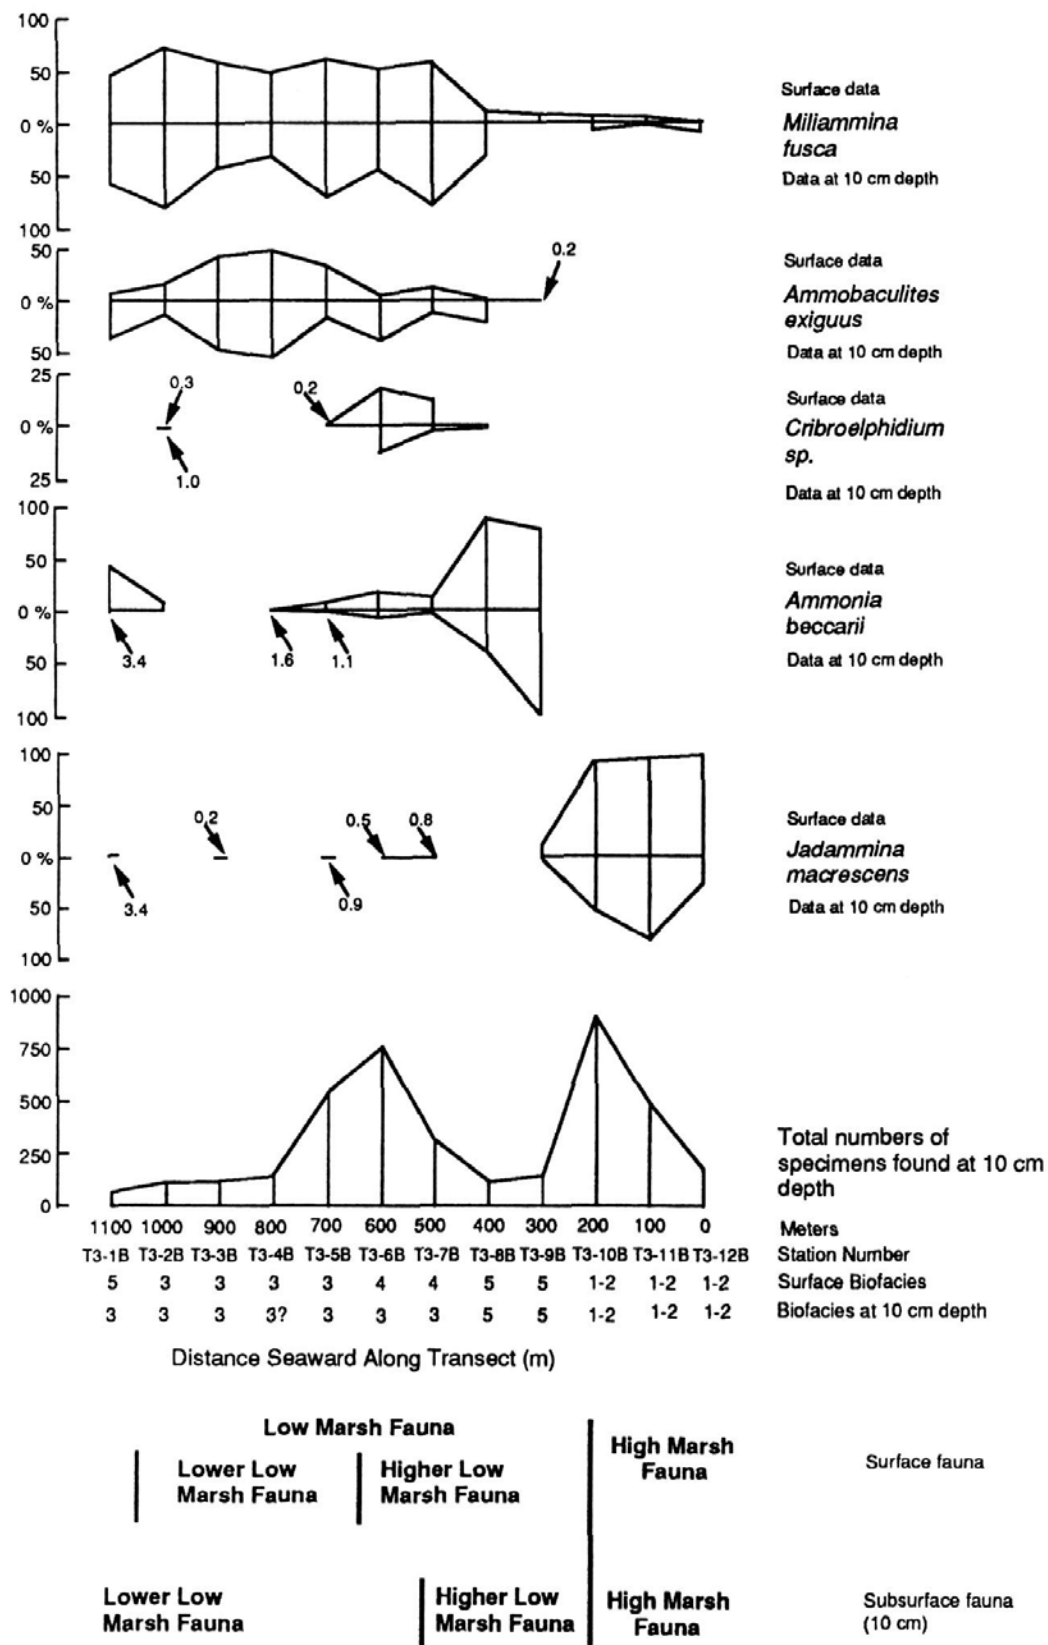 100
50
0 %
50
100
Surface data
Miliammina
fusca
Data at 10 cm depth
50
0 %
50
0.2
Surface data
Ammobaculites
exiguus
Data at 10 cm depth
25
0 %
25
0.3
1.0
0.2
Surface data
Cribroelphidium
sp.
Data at 10 cm depth
100
50
0 %
50
100
3.4
1.6
1.1
Surface data
Ammonia
beccarii
Data at 10 cm depth
100
50
0 %
50
100
3.4
0.2
0.9
0.5
0.8
Surface data
Jadammina
macrescens
Data at 10 cm depth
1000
750
500
250
0
Total numbers of
specimens found at 10 cm
depth
1100 1000 900 800 700 600 500 400 300 200 100 0 Meters
T3-1B T3-2B T3-3B T3-4B T3-5B T3-6B T3-7B T3-8B T3-9B T3-10B T3-11B T3-12B Station Number
5 3 3 3 3 4 4 5 5 1-2 1-2 1-2 Surface Biofacies
3 3 3 3? 3 3 3 5 5 1-2 1-2 1-2 Biofacies at 10 cm depth
Distance Seaward Along Transect (m)
Low Marsh Fauna
Lower Low
Marsh Fauna
Higher Low
Marsh Fauna
High Marsh
Fauna
Surface fauna
Lower Low
Marsh Fauna
Higher Low
Marsh Fauna
High Marsh
Fauna
Subsurface fauna
(10 cm)